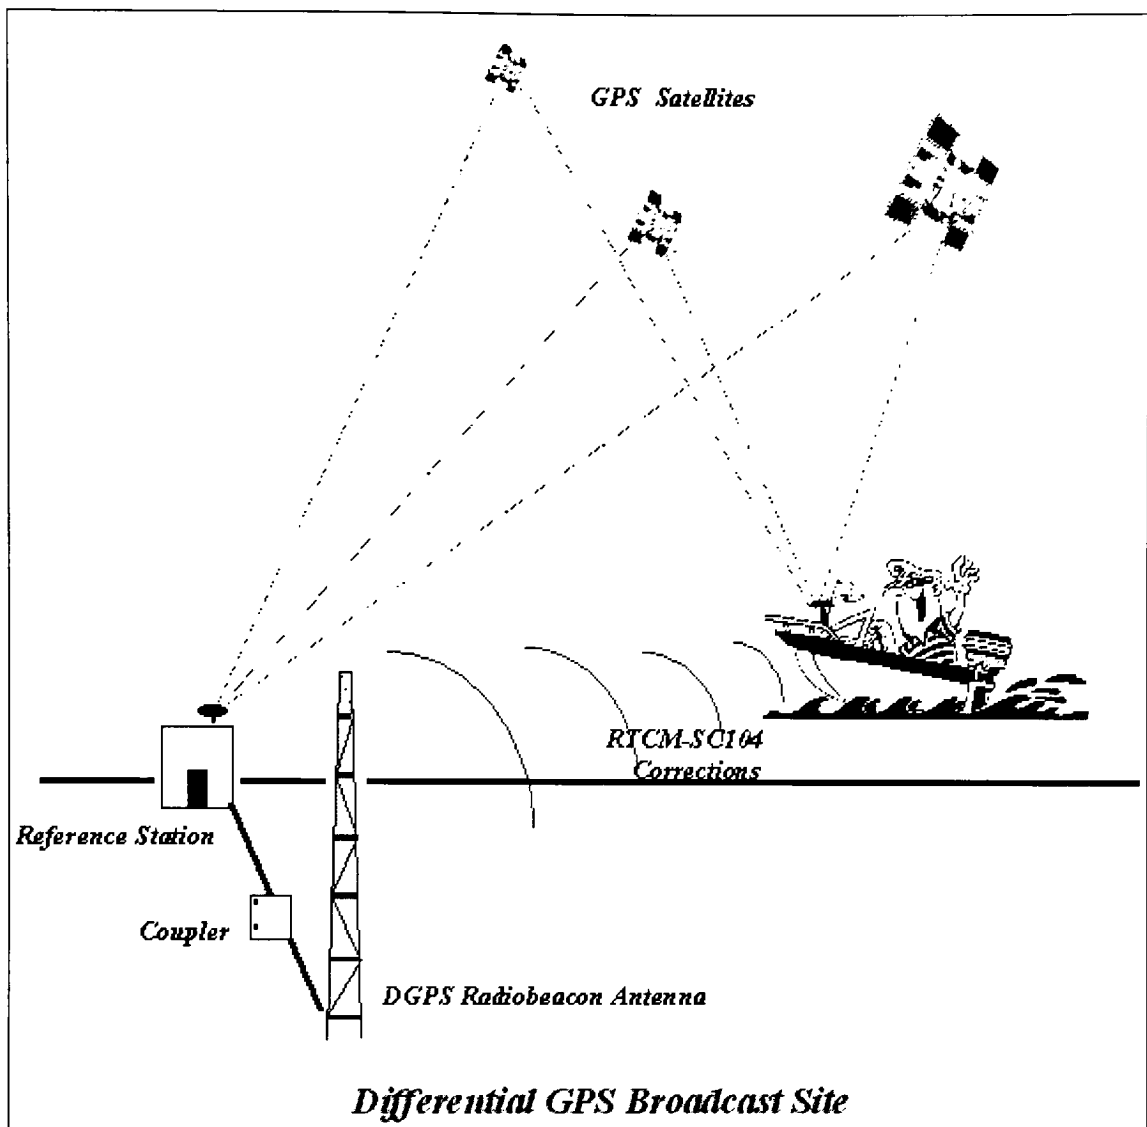 GPS Satellites
RTCM-SC104
Corrections
Reference Station
Coupler
DGPS Radiobeacon Antenna
Differential GPS Broadcast Site